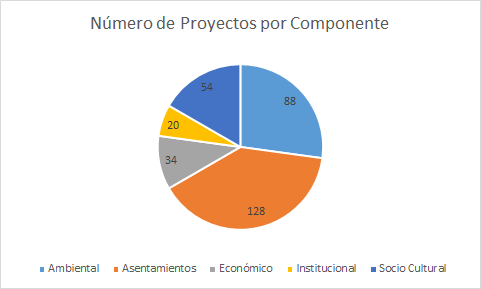 Número de Proyectos por Componente
54
88
20
34
128
Ambiental Asentamientos Económico Institucional Socio Cultural